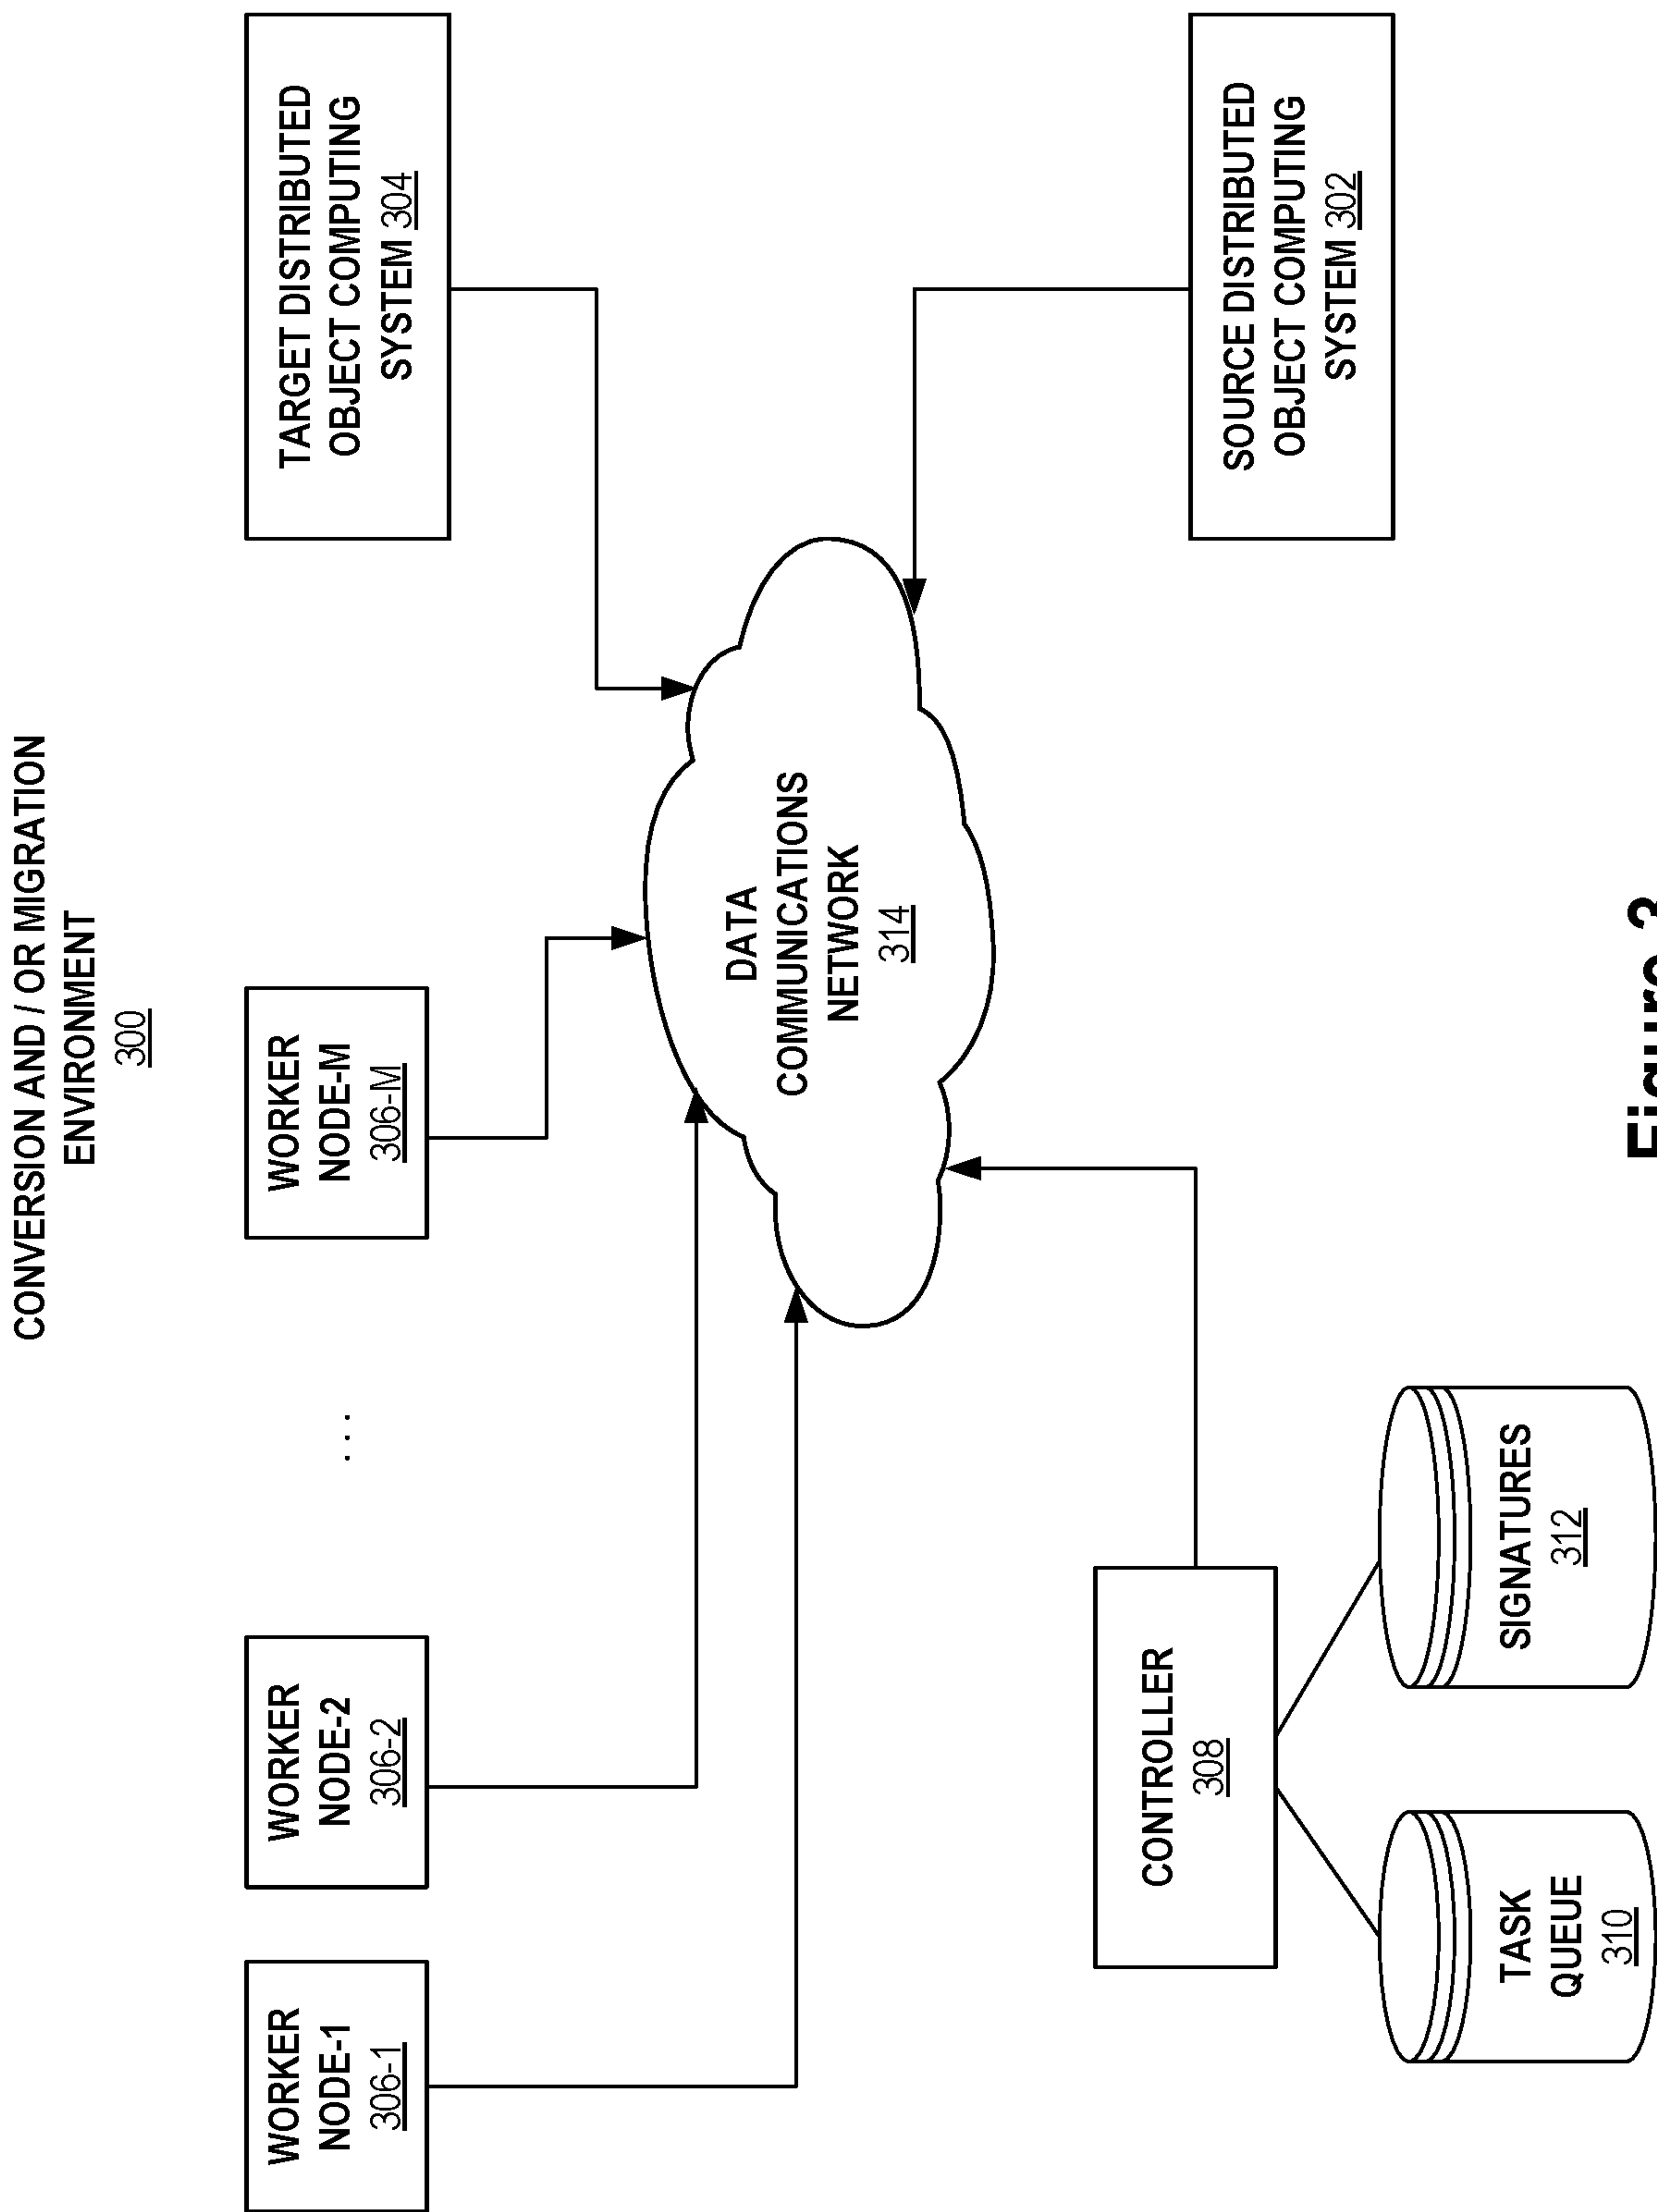 CONVERSION AND / OR MIGRATION
ENVIRONMENT
300
WORKER
NODE-1
306-1
WORKER
NODE-2
306-2
. . .
WORKER
NODE-M
306-M
TARGET DISTRIBUTED
OBJECT COMPUTING
SYSTEM 304
DATA
COMMUNICATIONS
NETWORK
314
CONTROLLER
308
SOURCE DISTRIBUTED
OBJECT COMPUTING
SYSTEM 302
TASK
QUEUE
310
SIGNATURES
312
Figure 3